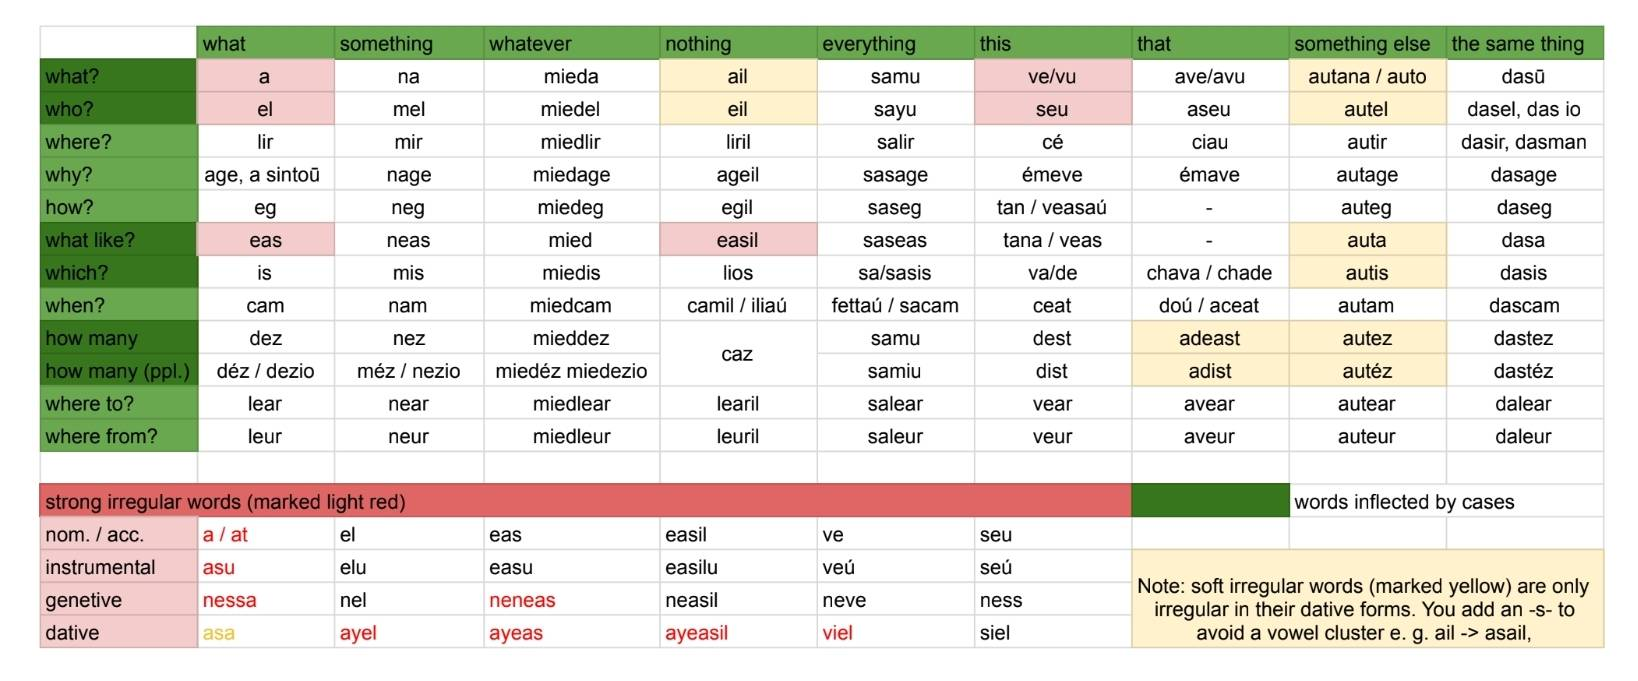 what something whatever nothing everything this that something else the same thing
what? a na mieda ail samu ve/vu ave/avu autana / auto dasū
who? el mel miedel eil sayu seu aseu autel dasel, das io
where? lir mir miedlir liril salir cé ciau autir dasir, dasman
why? age, a sintoū nage miedage ageil sasage émeve émave autage dasage
how? eg neg miedeg egil saseg tan / veasaú - auteg daseg
what like? eas neas mied easil saseas tana / veas - auta dasa
which? is mis miedis lios sa/sasis va/de chava / chade autis dasis
when? cam nam miedcam camil / iliaú fettaú / sacam ceat doú / aceat autam dascam
how many dez nez mieddez caz samu dest adeast autez dastez
how many (ppl.) déz / dezio méz / nezio miedéz miedezio samiu dist adist autéz dastéz
where to? lear near miedlear learil salear vear avear autear dalear
where from? leur neur miedleur leuril saleur veur aveur auteur daleur
strong irregular words (marked light red) words inflected by cases
nom. / acc. a / at el eas easil ve seu
instrumental asu elu easu easilu veú seú
genetive nessa nel neneas neasil neve ness
dative asa ayel ayeas ayeasil viel siel
Note: soft irregular words (marked yellow) are only
irregular in their dative forms. You add an -s- to
avoid a vowel cluster e. g. ail -> asail,